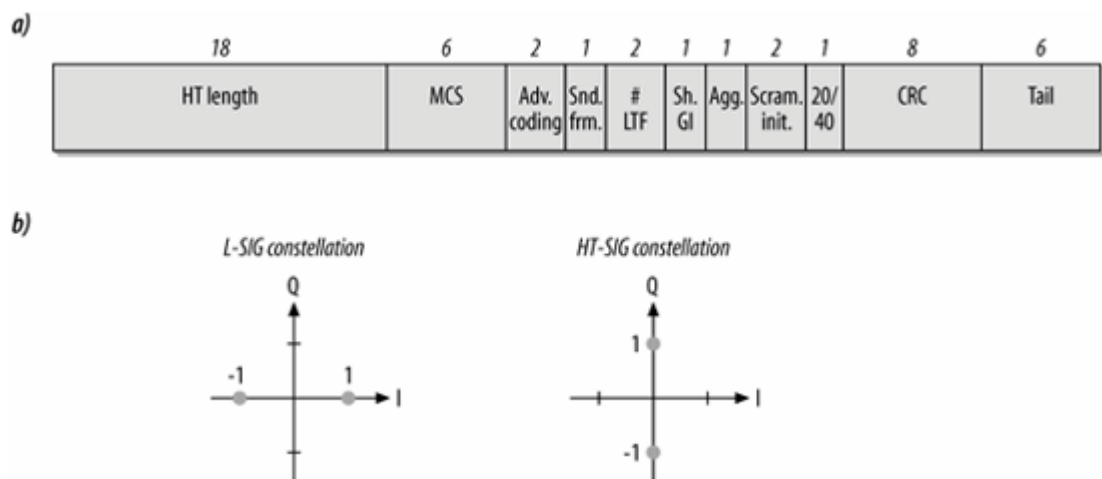 a)
18 6 2 1 2 1 1 2 1 8 6
HT length MCS Adv. coding Snd. frm. # LTF Sh. GI Agg. Scram. init. 20/ 40 CRC Tail
b)
L-SIG constellation HT-SIG constellation
Q Q
1
-1 1 I I
-1